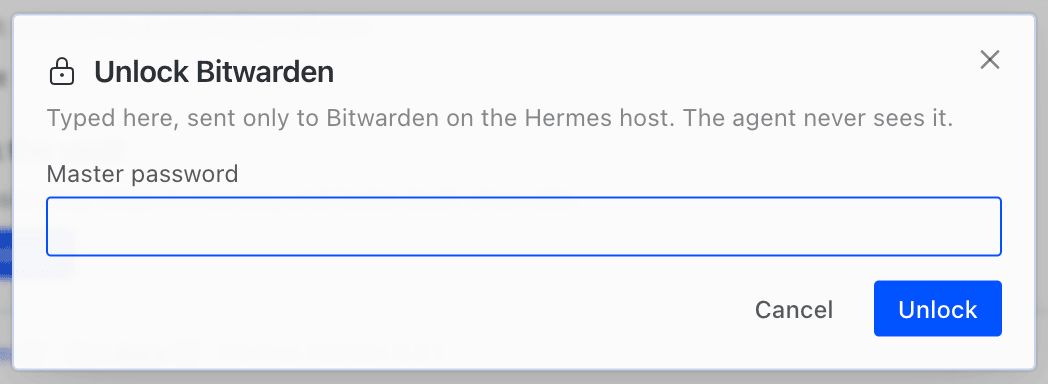 Unlock Bitwarden
Typed here, sent only to Bitwarden on the Hermes host. The agent never sees it.
Master password
Cancel
Unlock